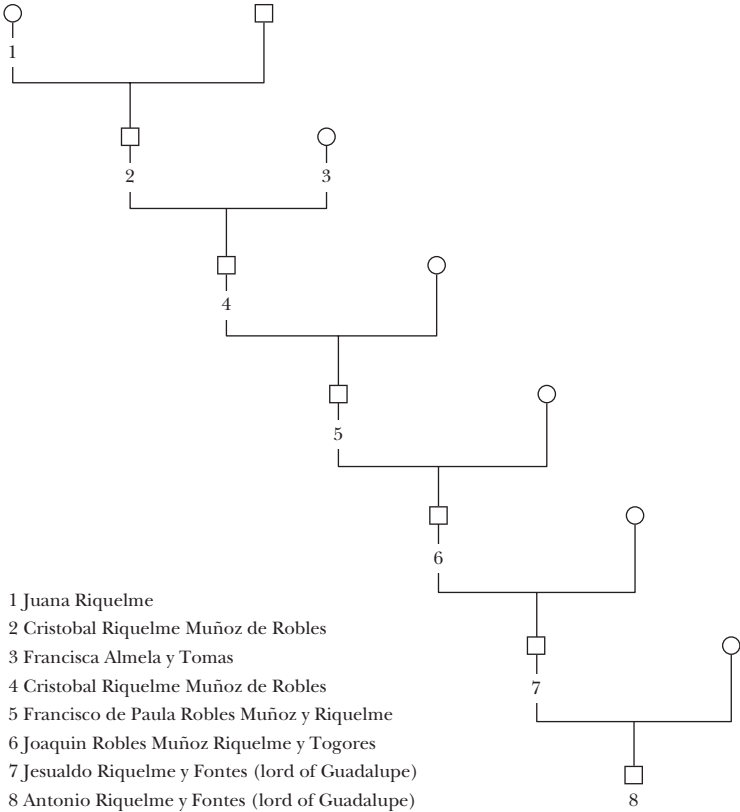 1
2
3
4
5
6
7
8
1 Juana Riquelme
2 Cristobal Riquelme Muñoz de Robles
3 Francisca Almela y Tomas
4 Cristobal Riquelme Muñoz de Robles
5 Francisco de Paula Robles Muñoz y Riquelme
6 Joaquin Robles Muñoz Riquelme y Togores
7 Jesualdo Riquelme y Fontes (lord of Guadalupe)
8 Antonio Riquelme y Fontes (lord of Guadalupe)